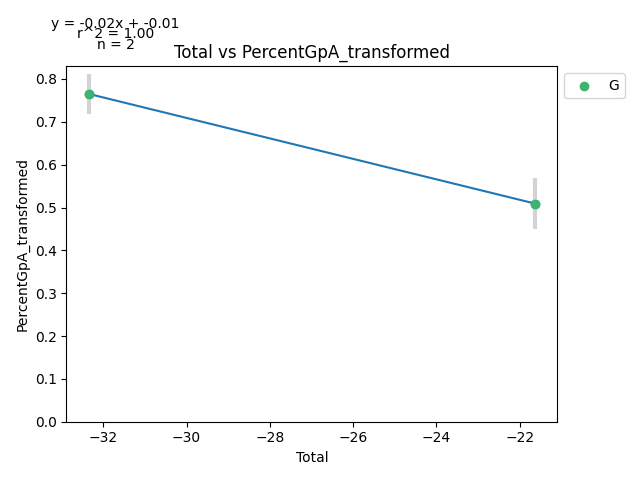 y = -0.02x + -0.01
r^2 = 1.00
n = 2
Total vs PercentGpA_transformed
G
PercentGpA_transformed
0.8
0.7
0.6
0.5
0.4
0.3
0.2
0.1
0.0
−32 −30 −28 −26 −24 −22
Total